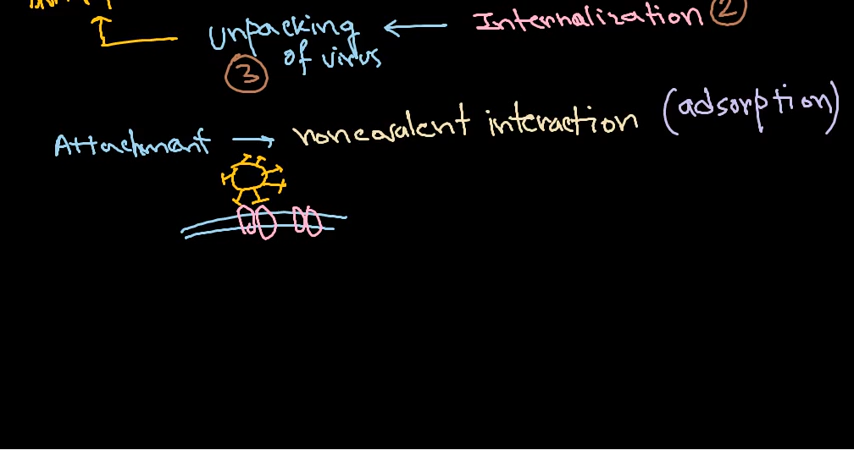 unpacking ← Internalization ②
of virus
③
Attachment → noncovalent interaction (adsorption)